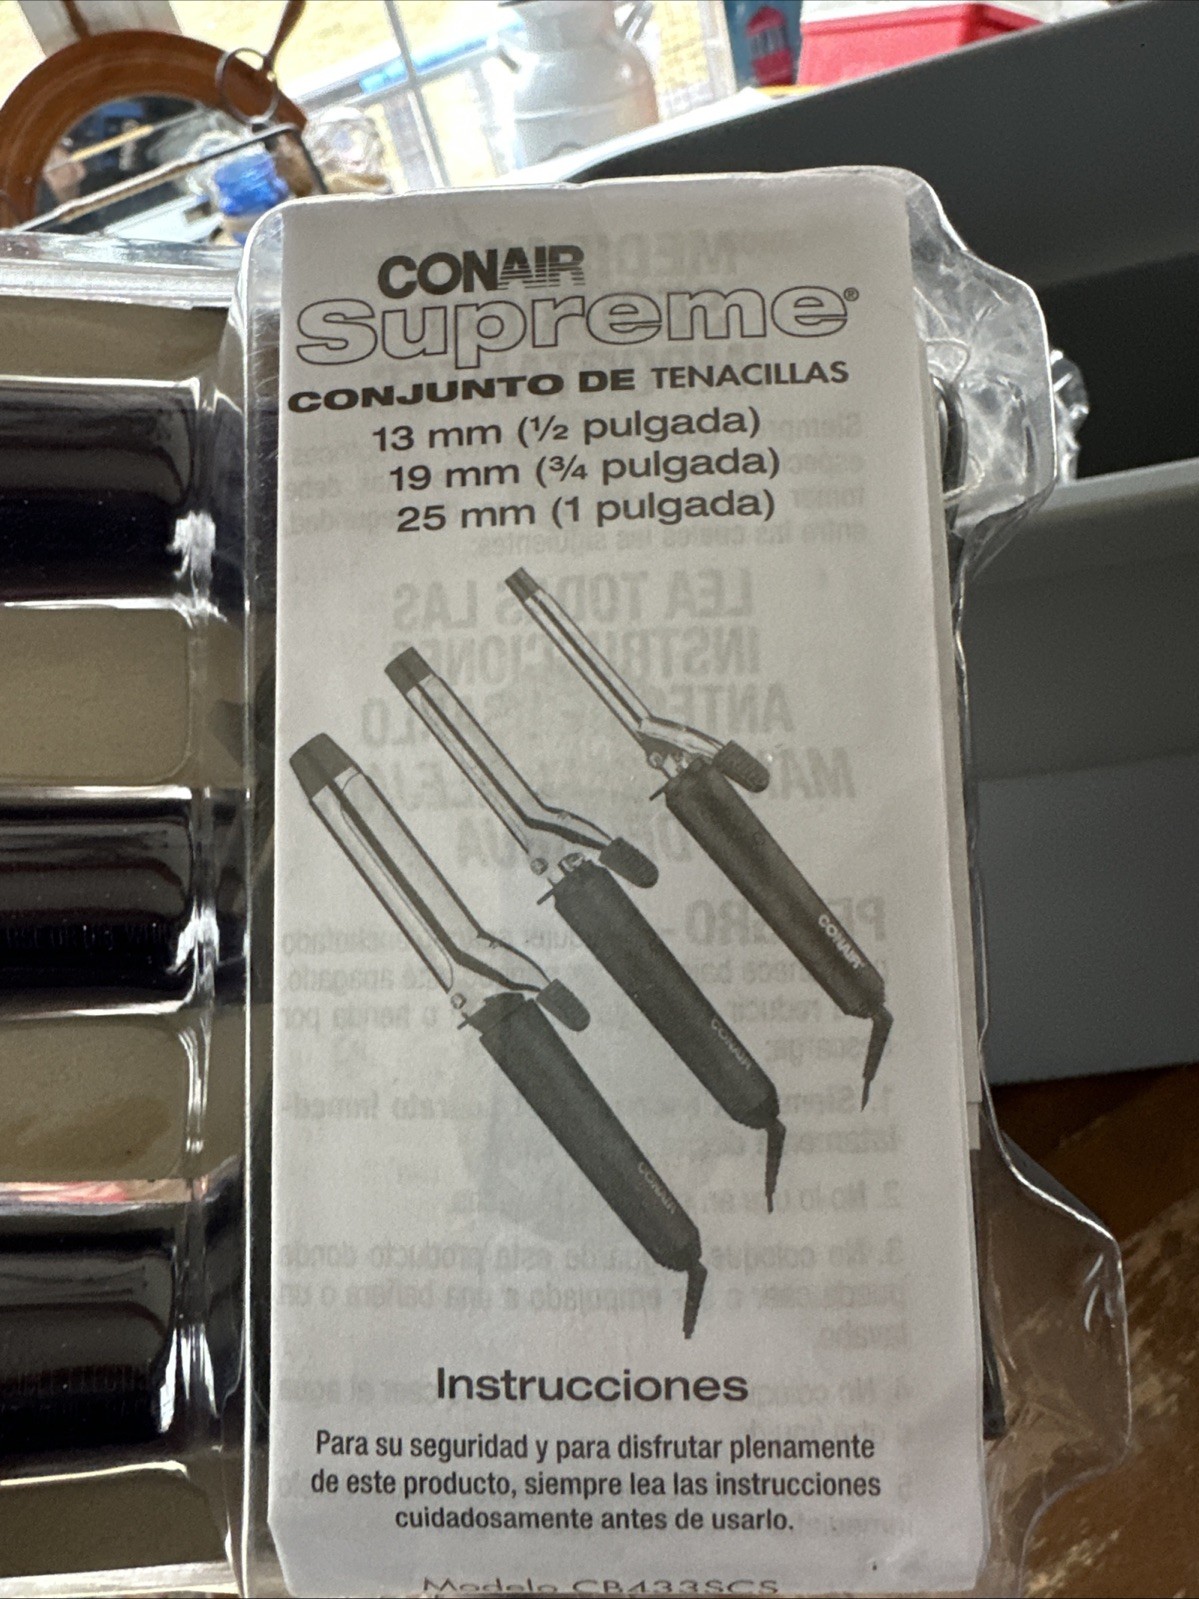 CONAIR
Supreme®
CONJUNTO DE TENACILLAS
13 mm (½ pulgada)
19 mm (¾ pulgada)
25 mm (1 pulgada)
CONAIR
CONAIR
CONAIR
Instrucciones
Para su seguridad y para disfrutar plenamente
de este producto, siempre lea las instrucciones
cuidadosamente antes de usarlo.
Modelo CB433SCS